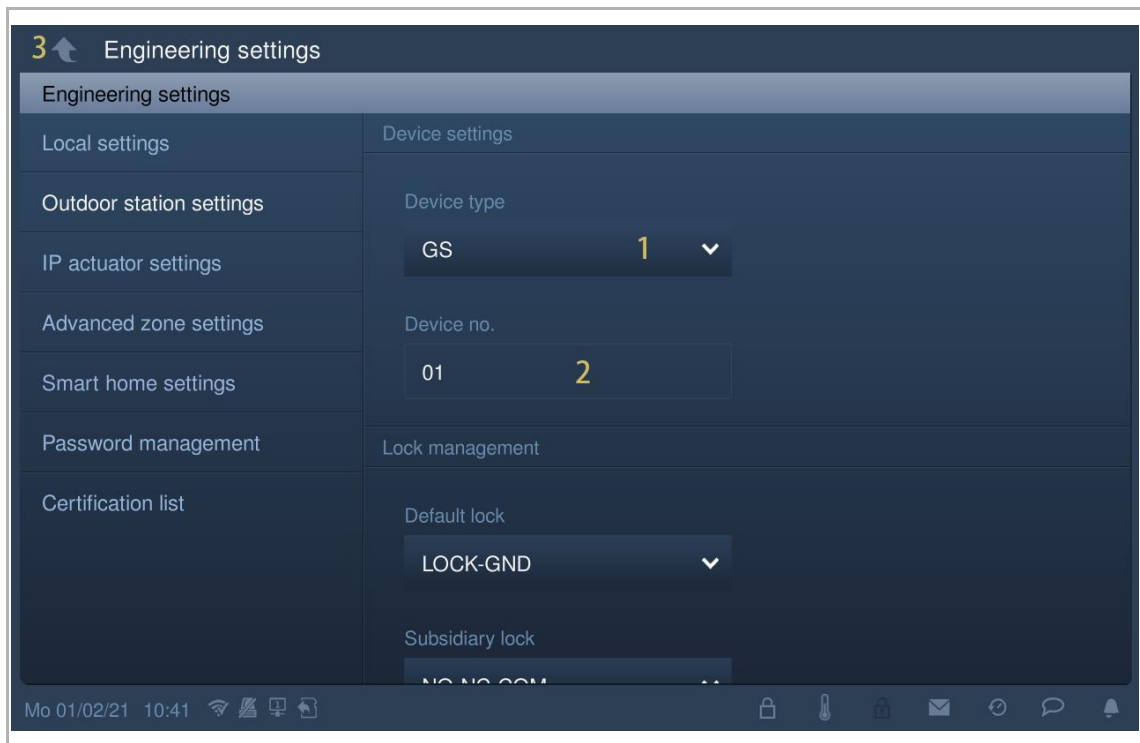 3 Engineering settings
Engineering settings
Local settings
Outdoor station settings
IP actuator settings
Advanced zone settings
Smart home settings
Password management
Certification list
Device settings
Device type
GS 1
Device no.
01 2
Lock management
Default lock
LOCK-GND
Subsidiary lock
Mo 01/02/21 10:41